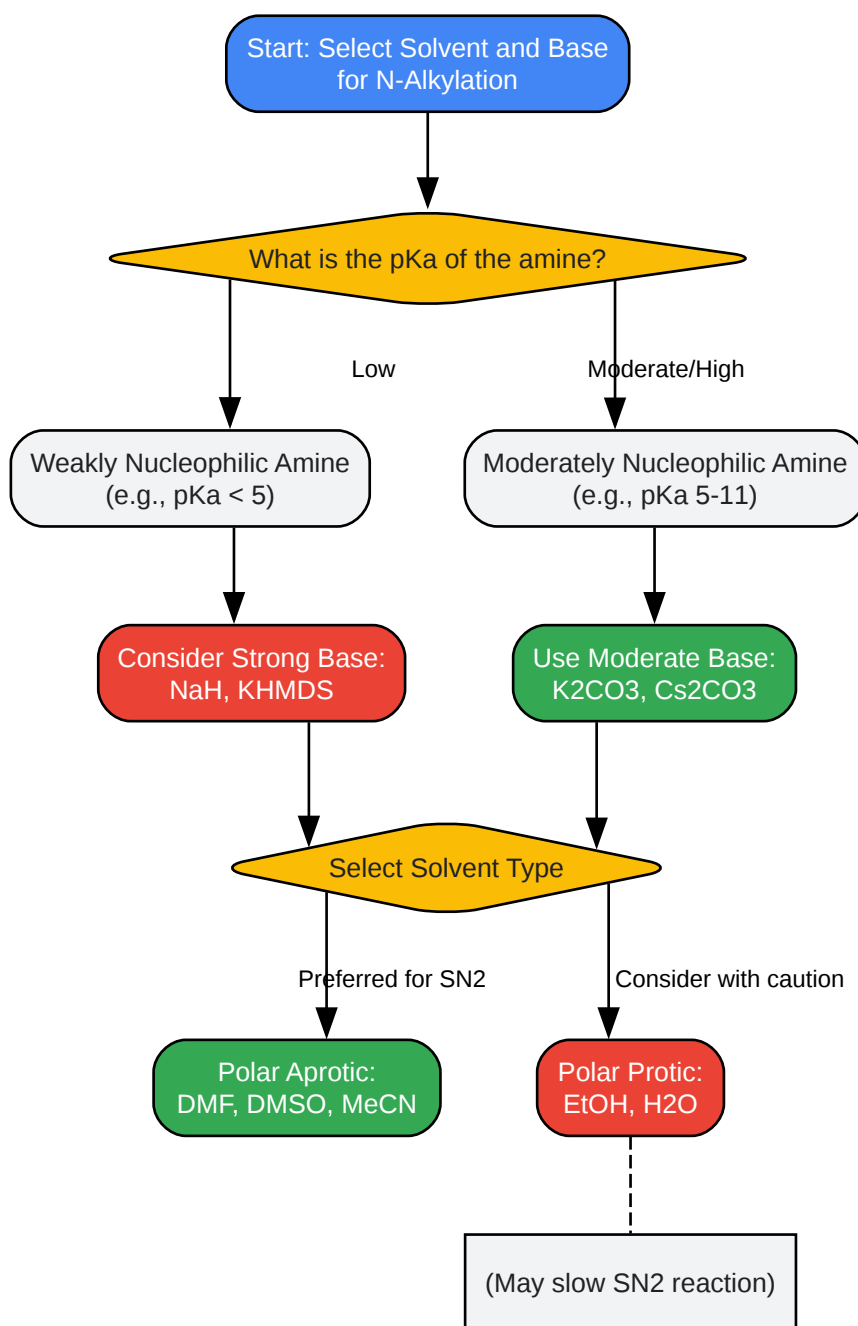 Start: Select Solvent and Base
for N-Alkylation
What is the pKa of the amine?
Low
Moderate/High
Weakly Nucleophilic Amine
(e.g., pKa < 5)
Moderately Nucleophilic Amine
(e.g., pKa 5-11)
Consider Strong Base:
NaH, KHMDS
Use Moderate Base:
K2CO3, Cs2CO3
Select Solvent Type
Preferred for SN2
Consider with caution
Polar Aprotic:
DMF, DMSO, MeCN
Polar Protic:
EtOH, H2O
(May slow SN2 reaction)